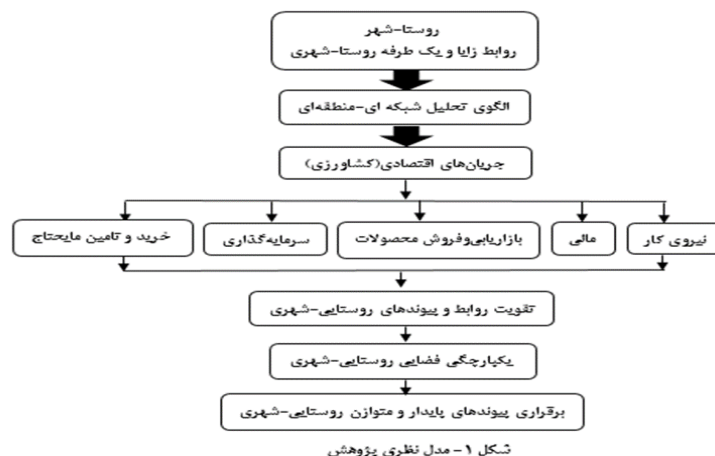 روستا-شهر
روابط زایا و یک طرفه روستا-شهری
الگوی تحلیل شبکه ای-منطقه‌ای
جریان‌های اقتصادی(کشاورزی)
نیروی کار
مالی
بازاریابی‌وفروش محصولات
سرمایه‌گذاری
خرید و تامین مایحتاج
تقویت روابط و پیوندهای روستایی-شهری
یکپارچگی فضایی روستایی-شهری
برقراری پیوندهای پایدار و متوازن روستایی-شهری
شکل ۱- مدل نظری پژوهش